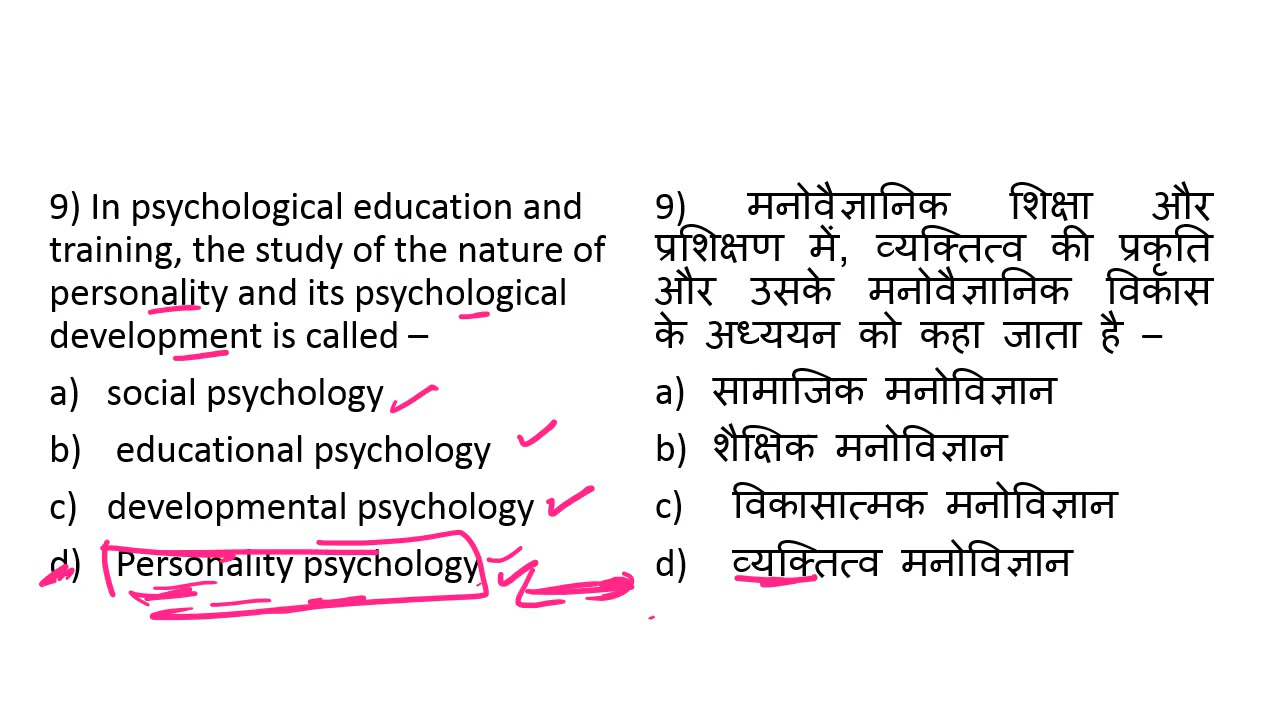 9) In psychological education and
training, the study of the nature of
personality and its psychological
development is called –
a) social psychology
b) educational psychology
c) developmental psychology
d) Personality psychology
9) मनोवैज्ञानिक शिक्षा और
प्रशिक्षण में, व्यक्तित्व की प्रकृति
और उसके मनोवैज्ञानिक विकास
के अध्ययन को कहा जाता है –
a) सामाजिक मनोविज्ञान
b) शैक्षिक मनोविज्ञान
c) विकासात्मक मनोविज्ञान
d) व्यक्तित्व मनोविज्ञान